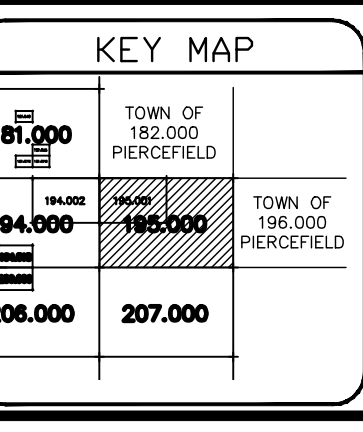 KEY MAP
TOWN OF
182.000
PIERCEFIELD
81.000
194.002
195.001
94.000
195.000
TOWN OF
196.000
PIERCEFIELD
06.000
207.000